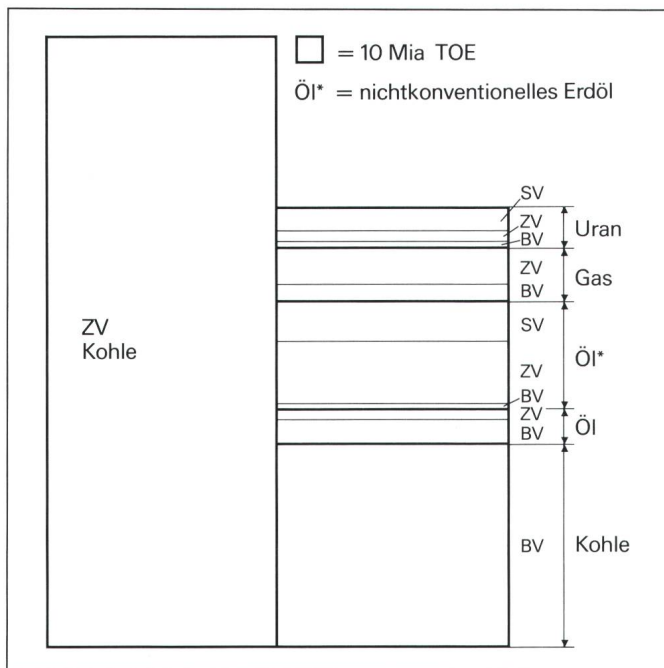 = 10 Mia TOE
Öl* = nichtkonventionelles Erdöl
SV
ZV
BV
Uran
ZV
BV
Gas
ZV
Kohle
SV
ZV
BV
Öl*
ZV
BV
Öl
BV
Kohle